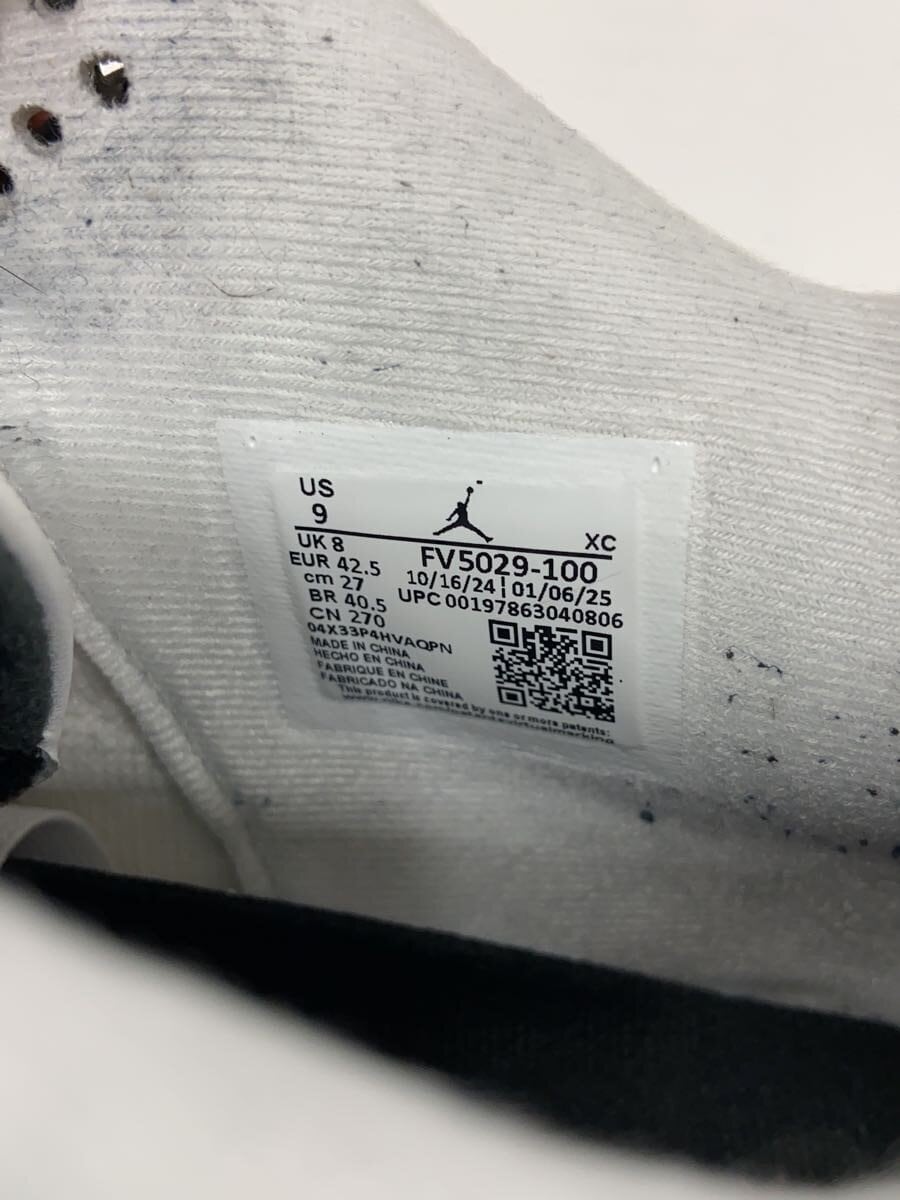 US
9
XC
UK 8
EUR 42.5
cm 27
BR 40.5
CN 270
FV5029-100
10/16/24 | 01/06/25
UPC 00197863040806
04X33P4HVAQPN
MADE IN CHINA
HECHO EN CHINA
FABRIQUE EN CHINE
FABRICADO NA CHINA
This product is covered by one or more patents: